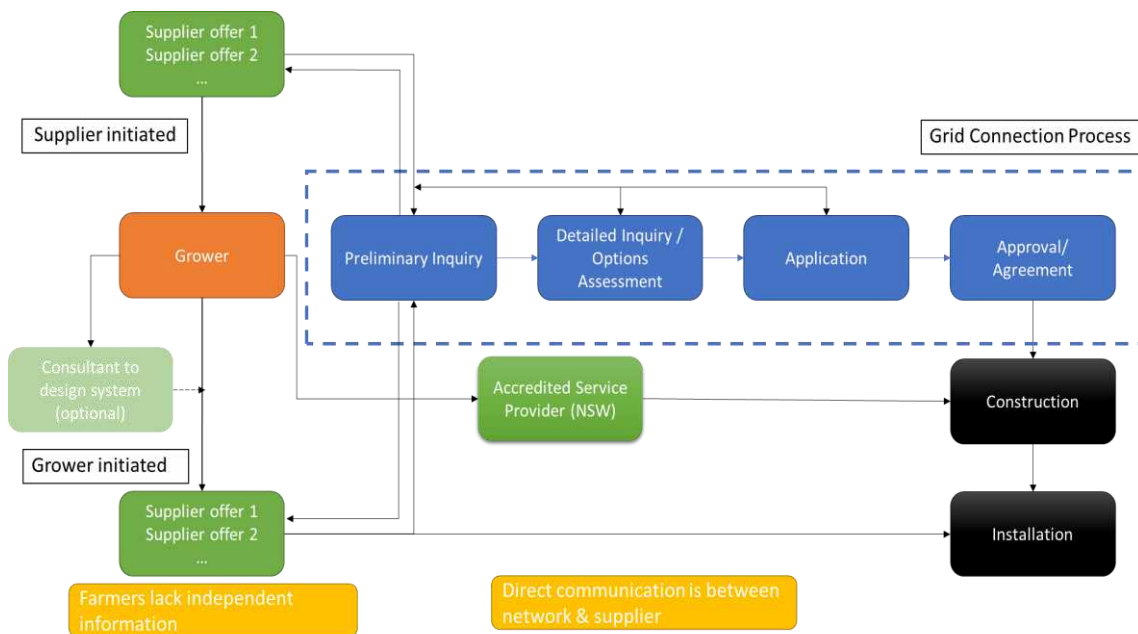 Supplier offer 1
Supplier offer 2
...
Supplier initiated
Grid Connection Process
Grower
Preliminary Inquiry
Detailed Inquiry /
Options
Assessment
Application
Approval/
Agreement
Consultant to
design system
(optional)
Accredited Service
Provider (NSW)
Construction
Grower initiated
Supplier offer 1
Supplier offer 2
...
Installation
Farmers lack independent
information
Direct communication is between
network & supplier